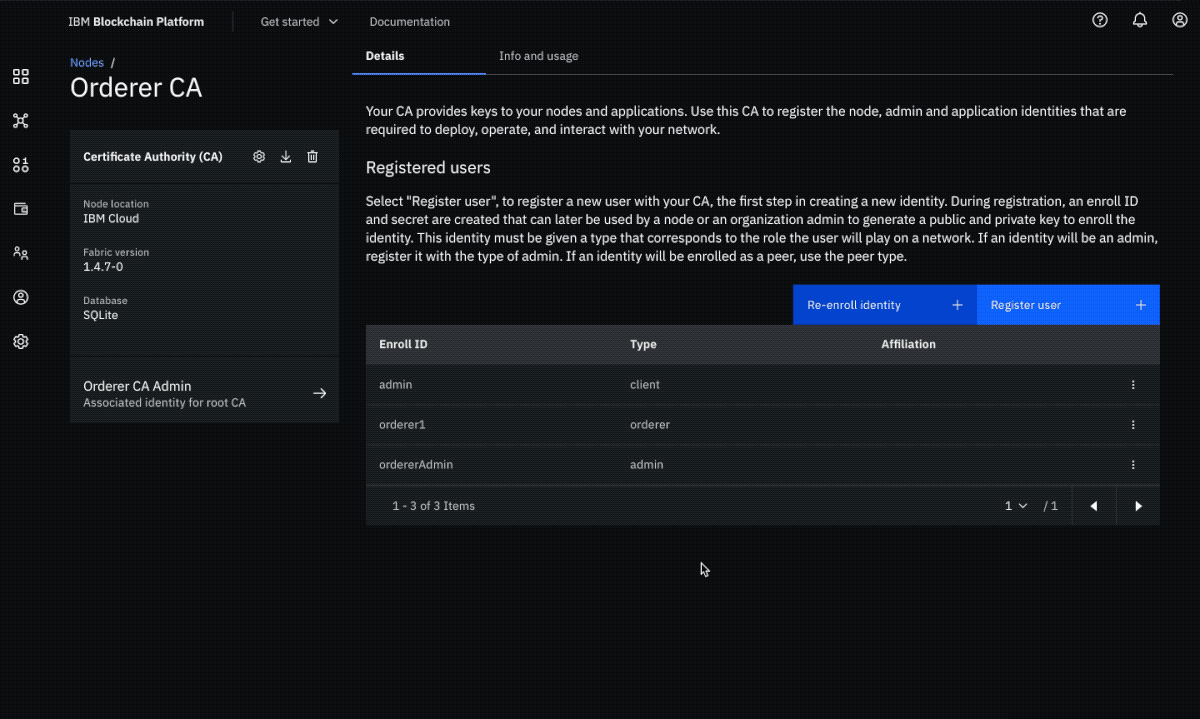 IBM Blockchain Platform
Get started
Documentation
Nodes /
Orderer CA
Certificate Authority (CA)
Node location
IBM Cloud
Fabric version
1.4.7-0
Database
SQLite
Orderer CA Admin
Associated identity for root CA
Details
Info and usage
Your CA provides keys to your nodes and applications. Use this CA to register the node, admin and application identities that are
required to deploy, operate, and interact with your network.
Registered users
Select "Register user", to register a new user with your CA, the first step in creating a new identity. During registration, an enroll ID
and secret are created that can later be used by a node or an organization admin to generate a public and private key to enroll the
identity. This identity must be given a type that corresponds to the role the user will play on a network. If an identity will be an admin,
register it with the type of admin. If an identity will be enrolled as a peer, use the peer type.
Re-enroll identity +
Register user +
Enroll ID Type Affiliation
admin client
orderer1 orderer
ordererAdmin admin
1 - 3 of 3 Items
1 / 1